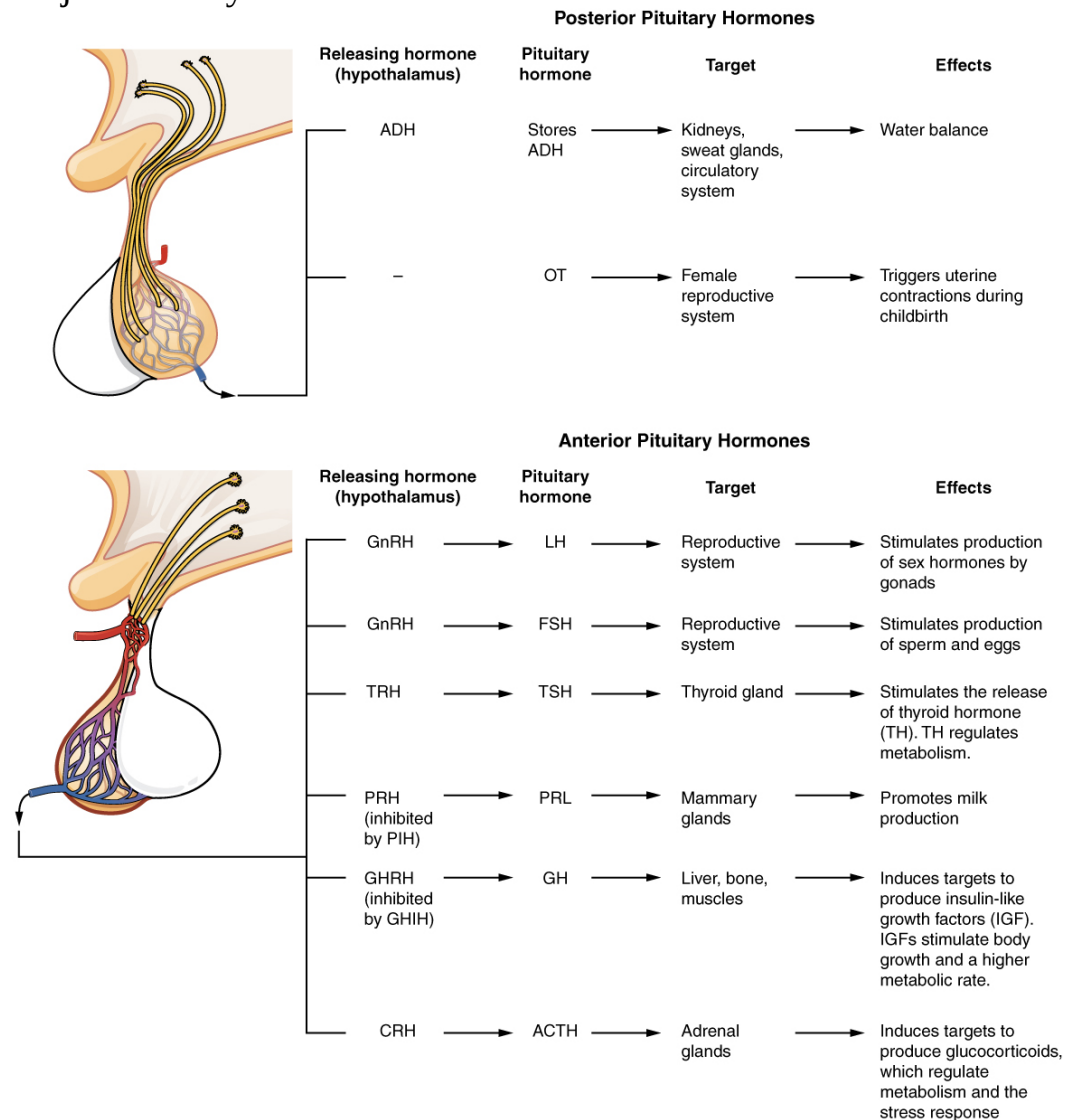 Posterior Pituitary Hormones
Releasing hormone
(hypothalamus)
Pituitary
hormone
Target
Effects
ADH
Stores
ADH
Kidneys,
sweat glands,
circulatory
system
Water balance
–
OT
Female
reproductive
system
Triggers uterine
contractions during
childbirth
Anterior Pituitary Hormones
Releasing hormone
(hypothalamus)
Pituitary
hormone
Target
Effects
GnRH
LH
Reproductive
system
Stimulates production
of sex hormones by
gonads
GnRH
FSH
Reproductive
system
Stimulates production
of sperm and eggs
TRH
TSH
Thyroid gland
Stimulates the release
of thyroid hormone
(TH). TH regulates
metabolism.
PRH
(inhibited
by PIH)
PRL
Mammary
glands
Promotes milk
production
GHRH
(inhibited
by GHIH)
GH
Liver, bone,
muscles
Induces targets to
produce insulin-like
growth factors (IGF).
IGFs stimulate body
growth and a higher
metabolic rate.
CRH
ACTH
Adrenal
glands
Induces targets to
produce glucocorticoids,
which regulate
metabolism and the
stress response